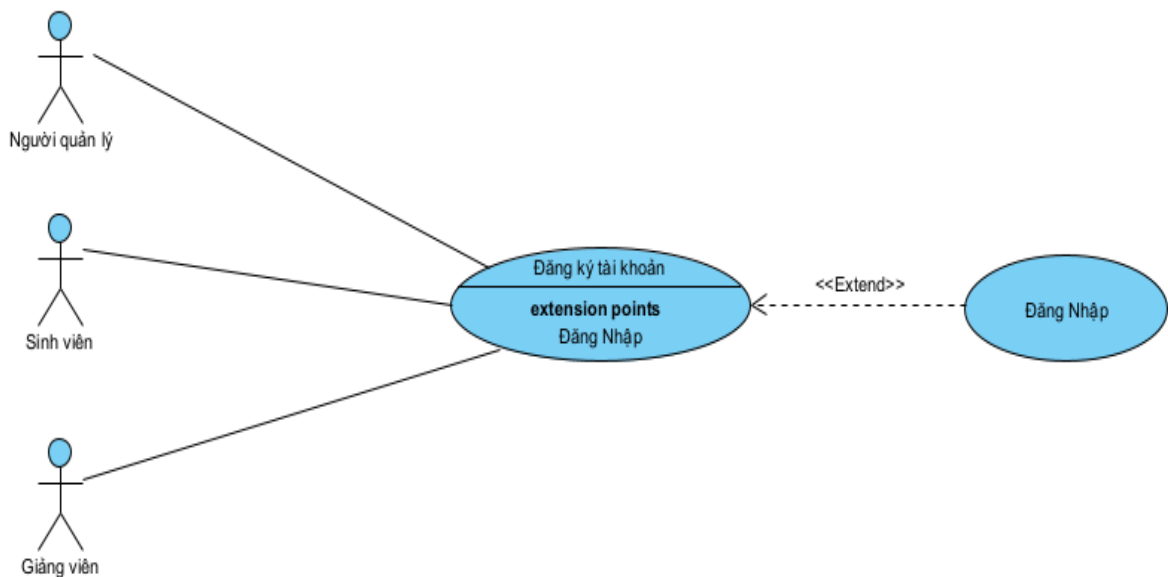 Người quản lý
Sinh viên
Giảng viên
Đăng ký tài khoản
extension points
Đăng Nhập
<<Extend>>
Đăng Nhập